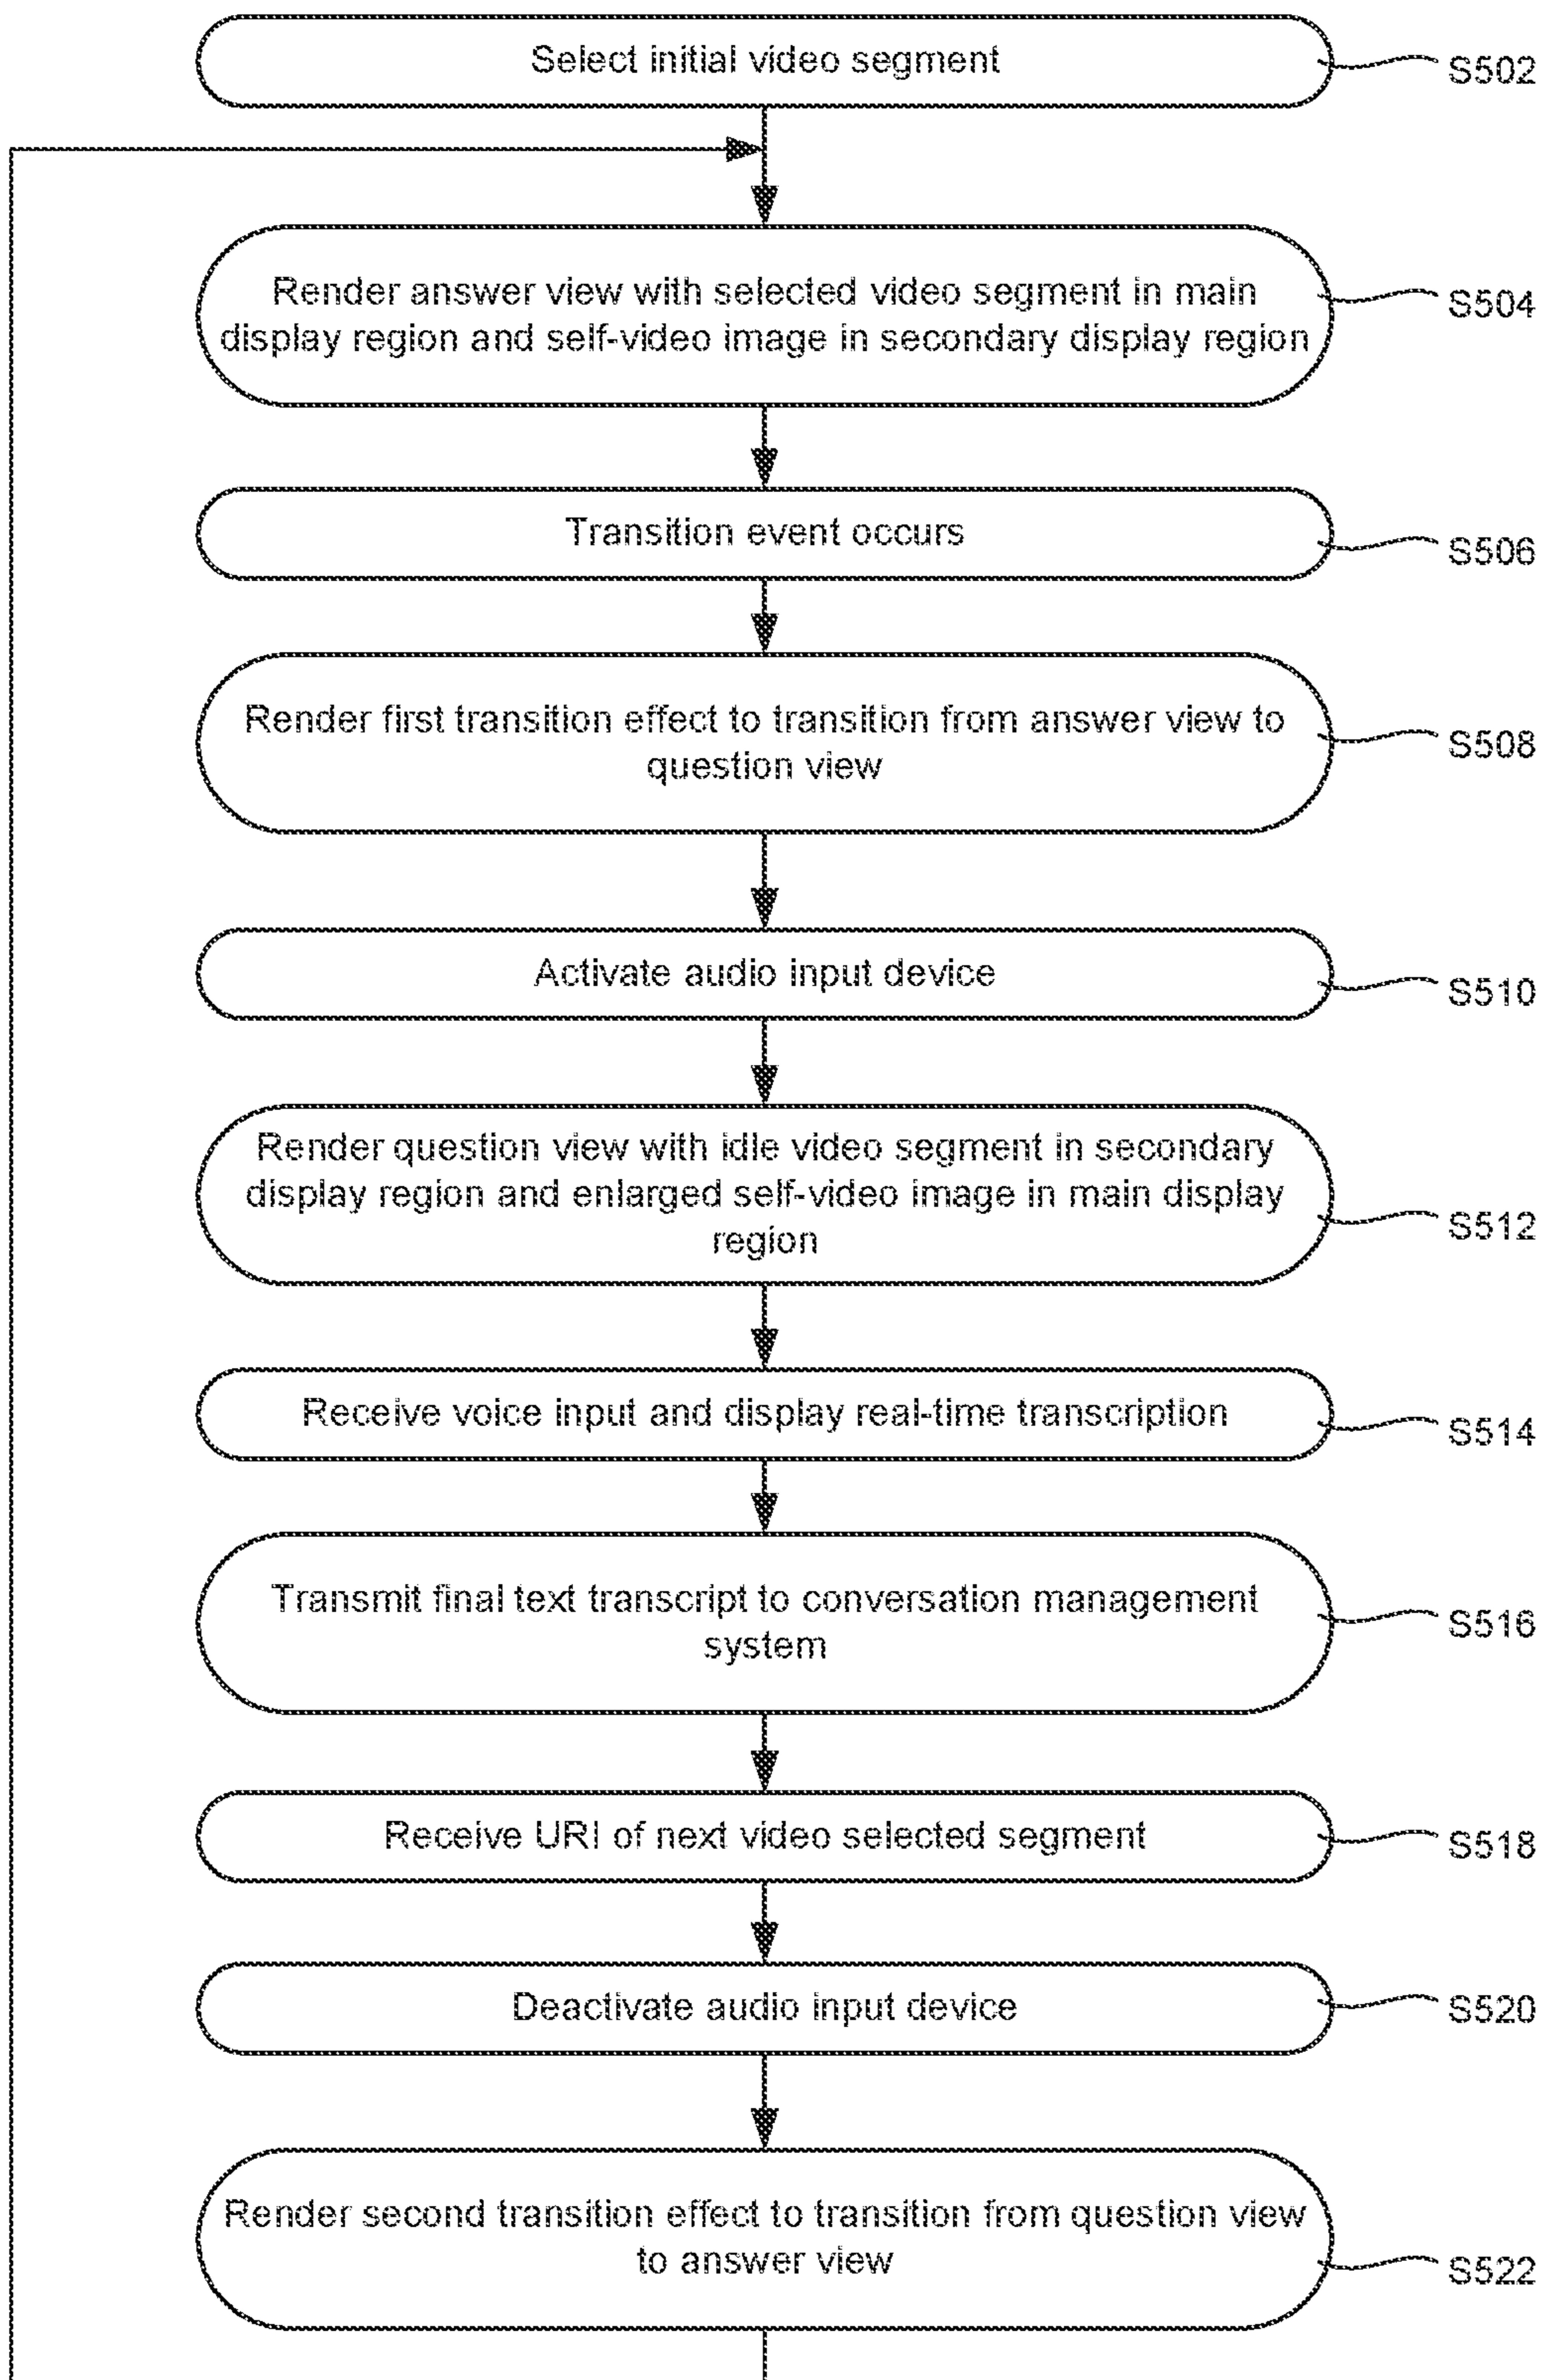 Select initial video segment
S502
Render answer view with selected video segment in main
display region and self-video image in secondary display region
S504
Transition event occurs
S506
Render first transition effect to transition from answer view to
question view
S508
Activate audio input device
S510
Render question view with idle video segment in secondary
display region and enlarged self-video image in main display
region
S512
Receive voice input and display real-time transcription
S514
Transmit final text transcript to conversation management
system
S516
Receive URI of next video selected segment
S518
Deactivate audio input device
S520
Render second transition effect to transition from question view
to answer view
S522